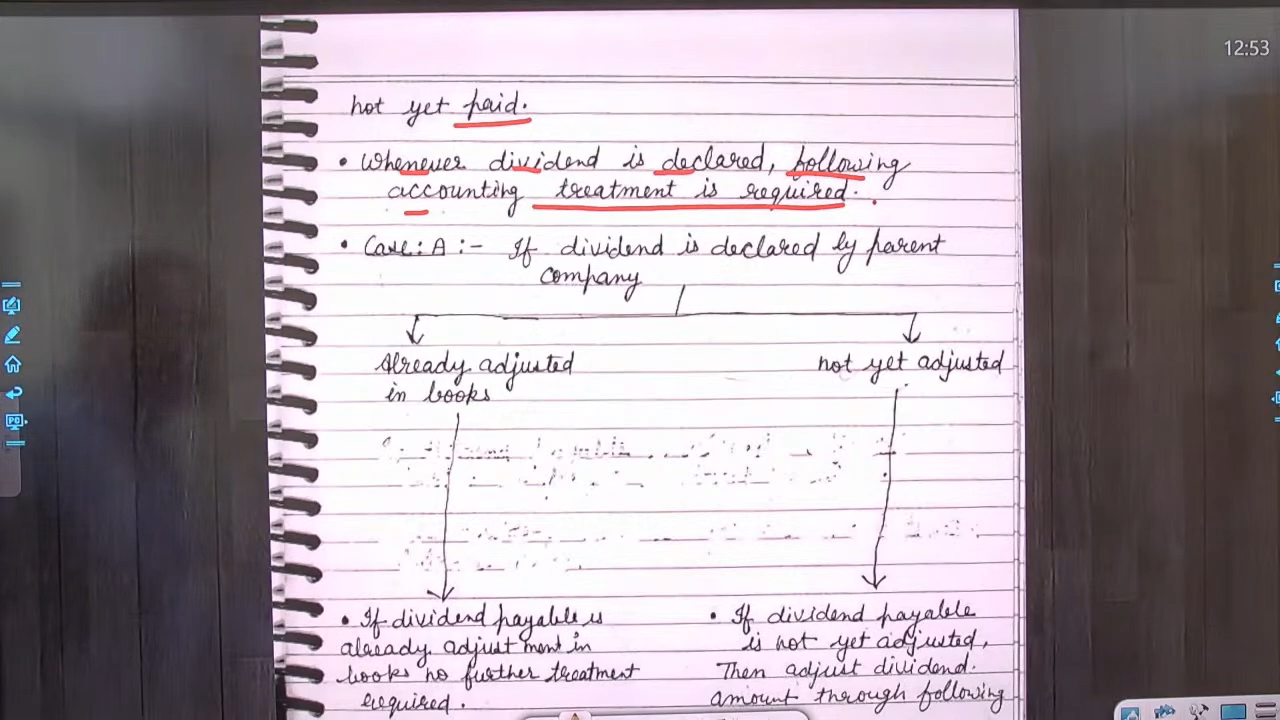 12:53
not yet paid.
• Whenever dividend is declared, following
accounting treatment is required.
• Case: A :- If dividend is declared by parent
company
Already adjusted not yet adjusted
in books
• If dividend payable is
already adjustment in
books no further treatment
required.
• If dividend payable
is not yet adjusted,
Then adjust dividend.
amount through following